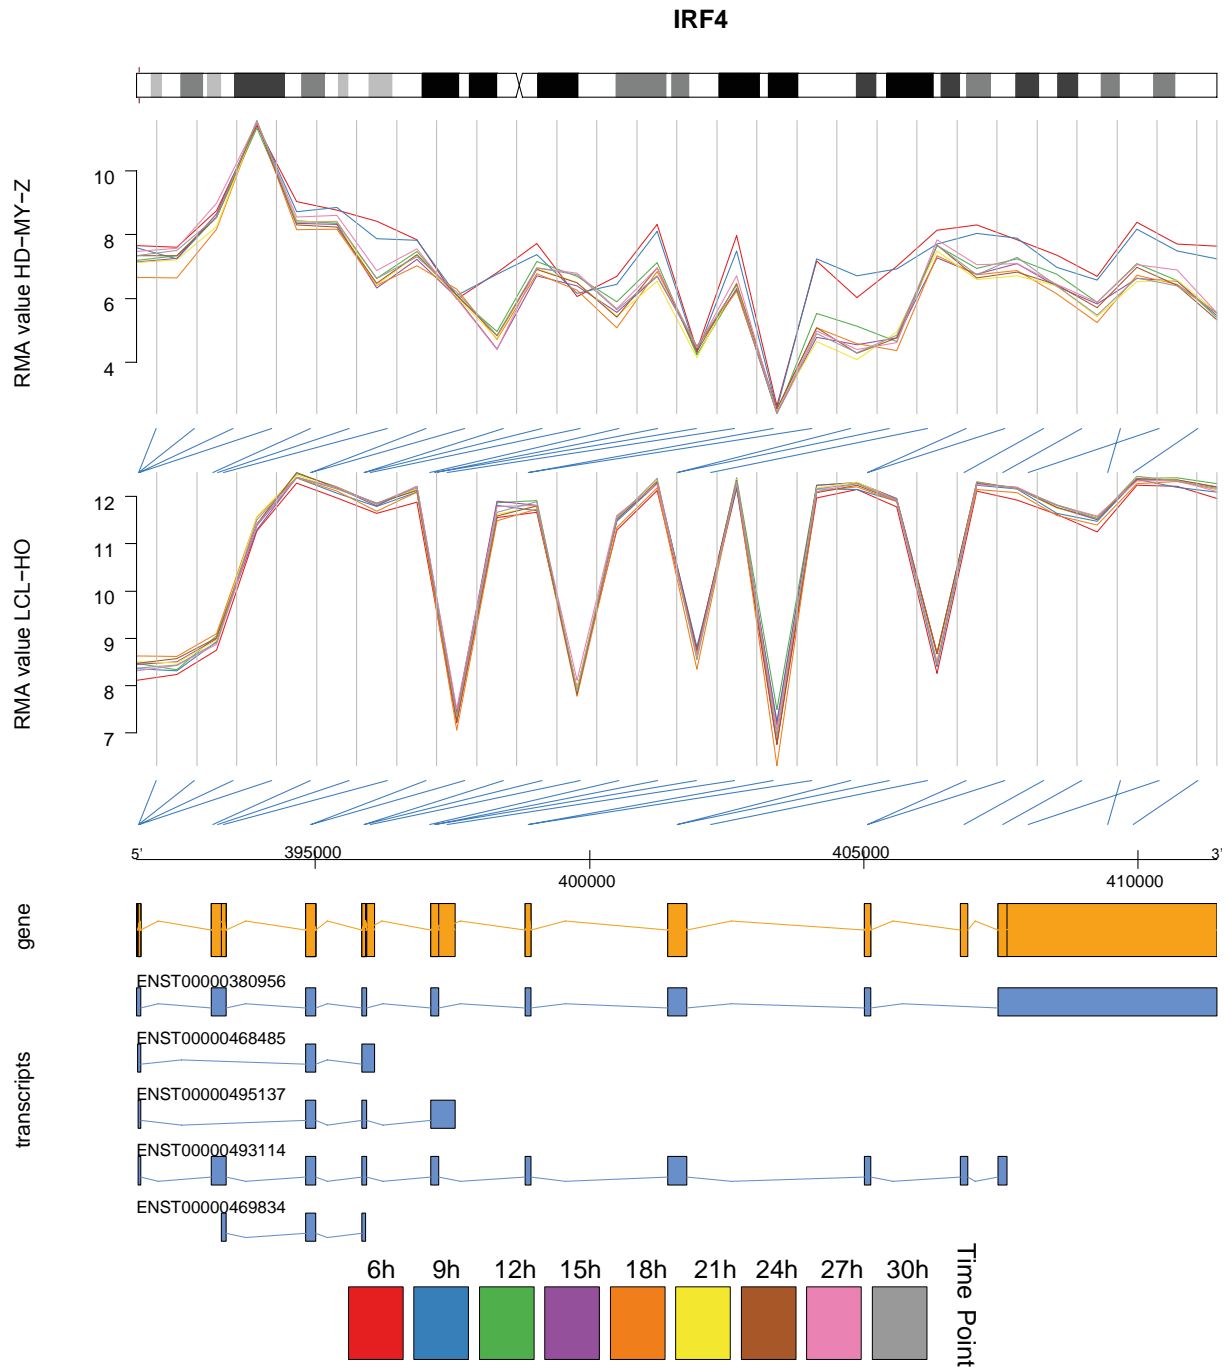 IRF4
RMA value HD−MY−Z
10
8
6
4
RMA value LCL−HO
12
11
10
9
8
7
5'
395000
400000
405000
410000
3'
gene
transcripts
ENST00000380956
ENST00000468485
ENST00000495137
ENST00000493114
ENST00000469834
6h 9h 12h 15h 18h 21h 24h 27h 30h
Time Point